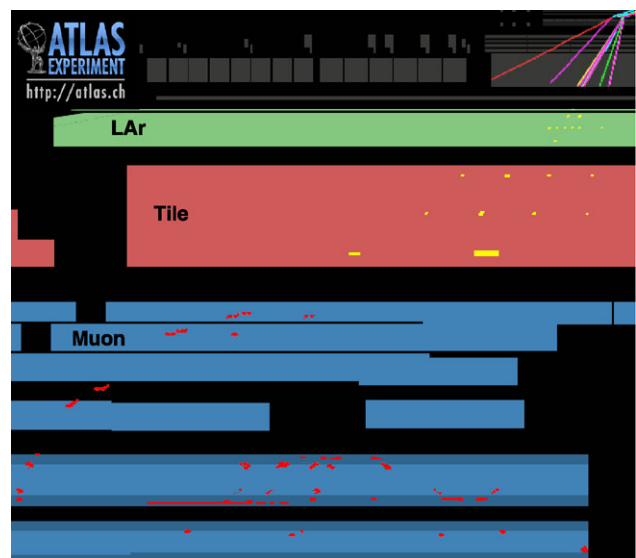 ATLAS
EXPERIMENT
http://atlas.ch
LAr
Tile
Muon